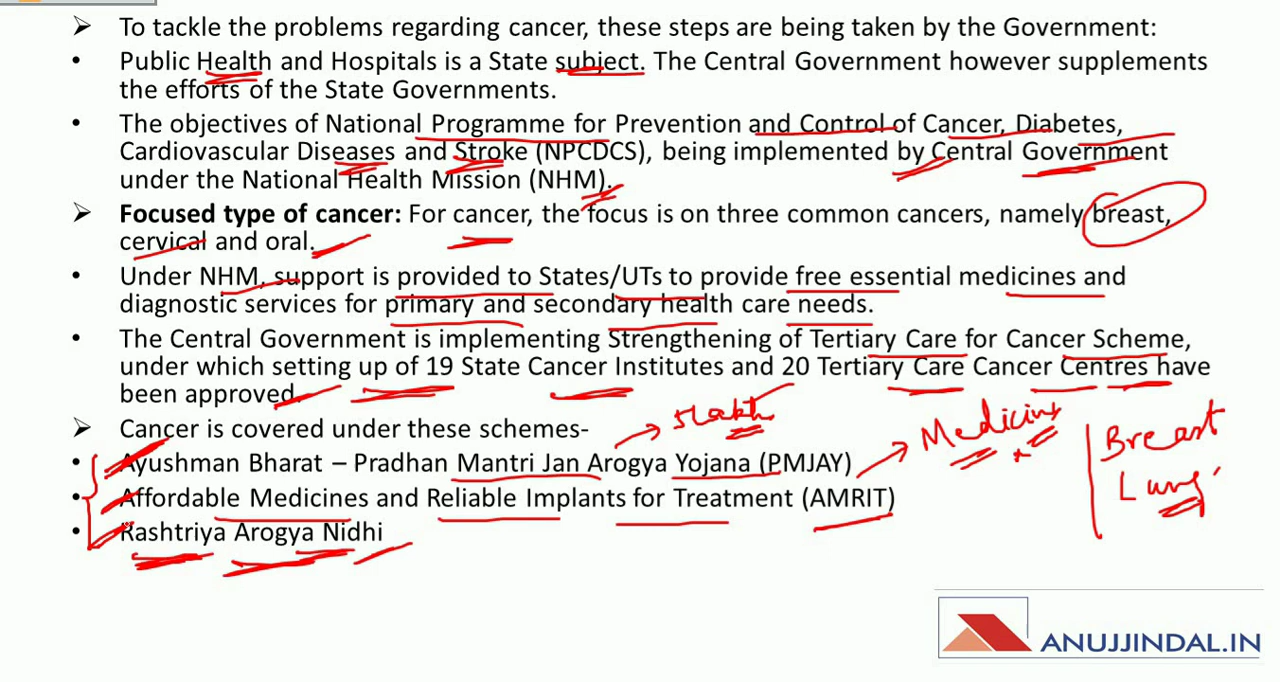 ➢ To tackle the problems regarding cancer, these steps are being taken by the Government:
• Public Health and Hospitals is a State subject. The Central Government however supplements
the efforts of the State Governments.
• The objectives of National Programme for Prevention and Control of Cancer, Diabetes,
Cardiovascular Diseases and Stroke (NPCDCS), being implemented by Central Government
under the National Health Mission (NHM).
➢ Focused type of cancer: For cancer, the focus is on three common cancers, namely breast,
cervical and oral.
• Under NHM, support is provided to States/UTs to provide free essential medicines and
diagnostic services for primary and secondary health care needs.
• The Central Government is implementing Strengthening of Tertiary Care for Cancer Scheme,
under which setting up of 19 State Cancer Institutes and 20 Tertiary Care Cancer Centres have
been approved.
➢ Cancer is covered under these schemes-
• Ayushman Bharat – Pradhan Mantri Jan Arogya Yojana (PMJAY)
• Affordable Medicines and Reliable Implants for Treatment (AMRIT)
• Rashtriya Arogya Nidhi
5 lakh
Medicins
Breast
Lung
ANUJJINDAL.IN